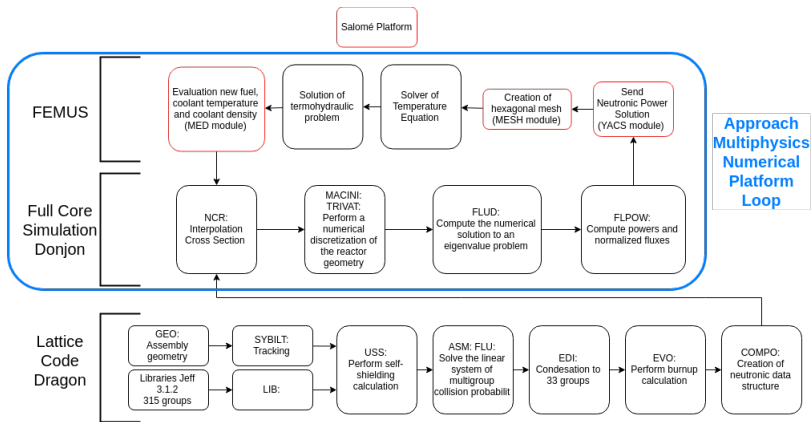 Salomé Platform
FEMUS
Evaluation new fuel,
coolant temperature
and coolant density
(MED module)
Solution of
termohydraulic
problem
Solver of
Temperature
Equation
Creation of
hexagonal mesh
(MESH module)
Send
Neutronic Power
Solution
(YACS module)
Approach
Multiphysics
Numerical
Platform
Loop
Full Core
Simulation
Donjon
NCR:
Interpolation
Cross Section
MACINI:
TRIVAT:
Perform a
numerical
discretization of
the reactor
geometry
FLUD:
Compute the numerical
solution to an
eigenvalue problem
FLPOW:
Compute powers and
normalized fluxes
Lattice
Code
Dragon
GEO:
Assembly
geometry
SYBILT:
Tracking
Libraries Jeff
3.1.2
315 groups
LIB:
USS:
Perform self-
shielding
calculation
ASM: FLU:
Solve the linear
system of
multigroup
collision probabilit
EDI:
Condesation to
33 groups
EVO:
Perform burnup
calculation
COMPO:
Creation of
neutronic data
structure